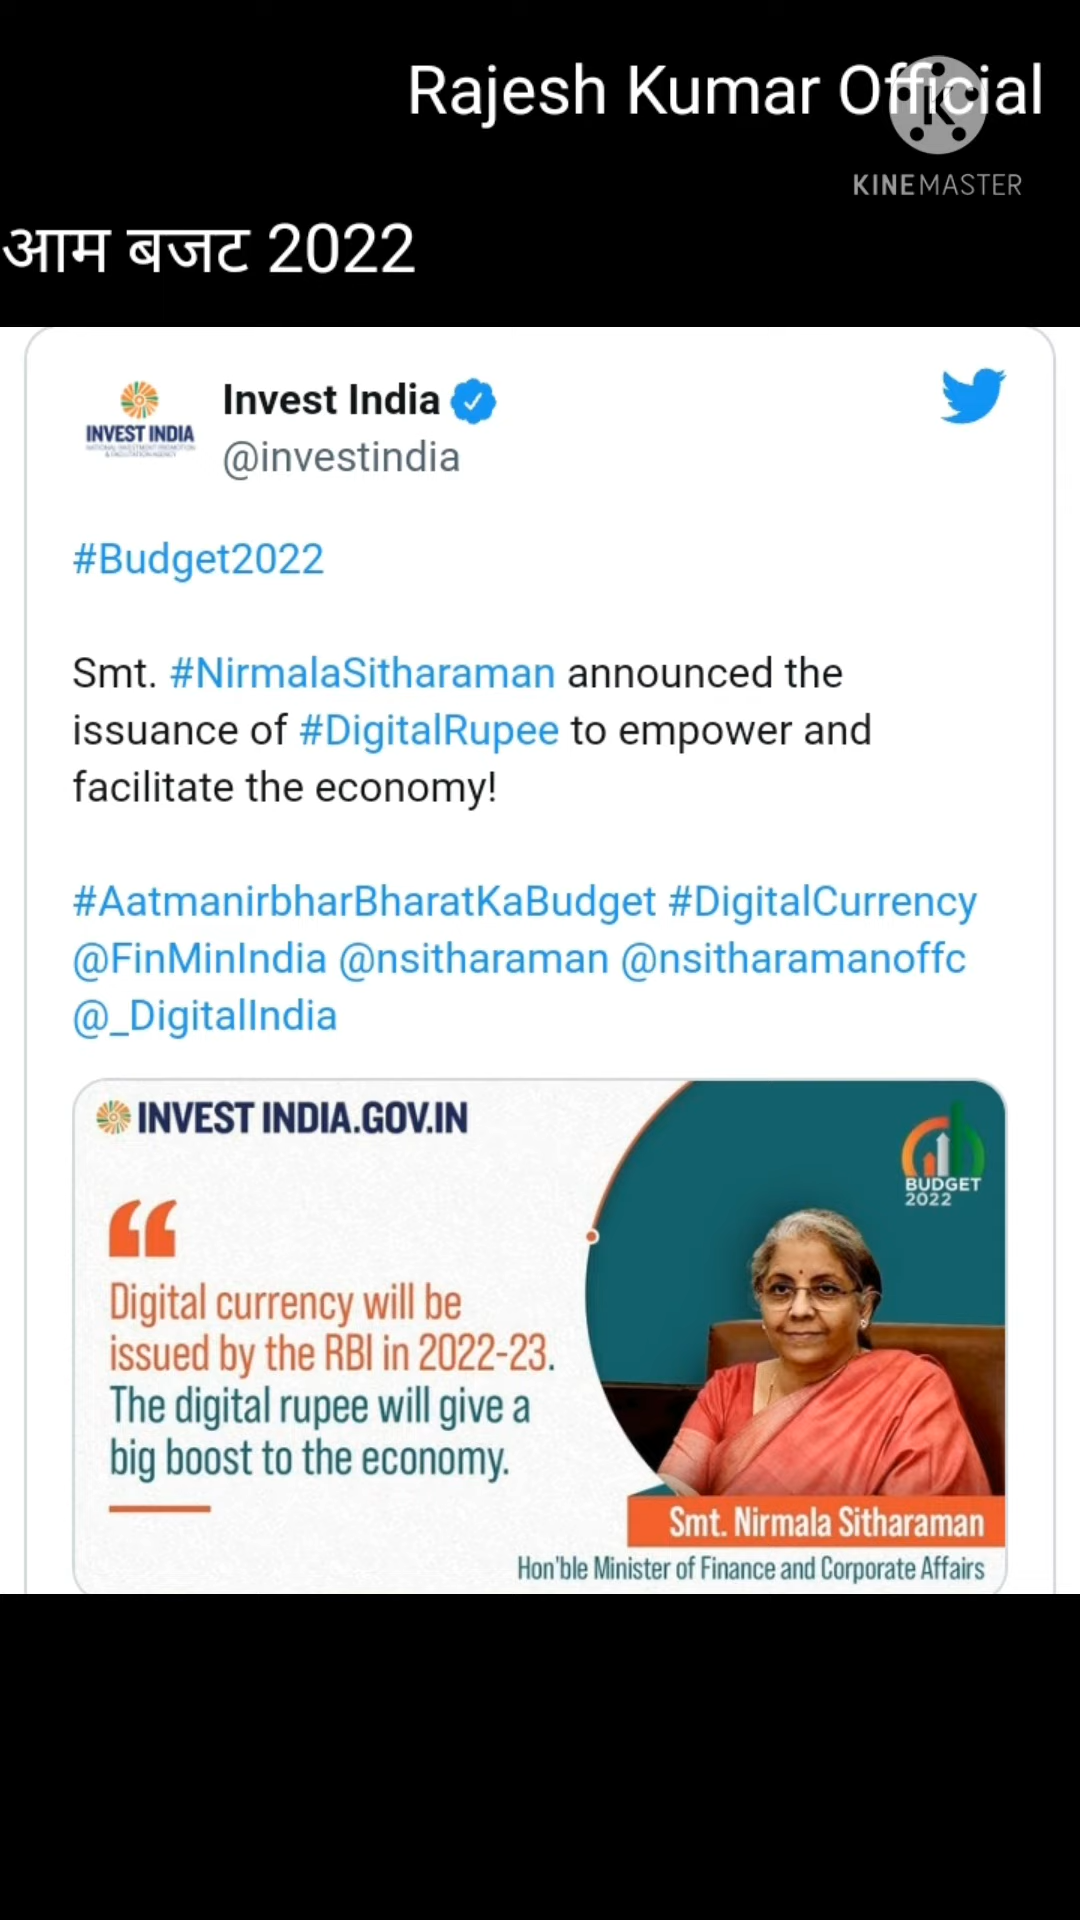 Rajesh Kumar Official
KINEMASTER
आम बजट 2022
Invest India
INVEST INDIA
@investindia
#Budget2022
Smt. #NirmalaSitharaman announced the
issuance of #DigitalRupee to empower and
facilitate the economy!
#AatmanirbharBharatKaBudget #DigitalCurrency
@FinMinIndia @nsitharaman @nsitharamanoffc
@_DigitalIndia
INVEST INDIA.GOV.IN
BUDGET
2022
“
Digital currency will be
issued by the RBI in 2022-23.
The digital rupee will give a
big boost to the economy.
Smt. Nirmala Sitharaman
Hon'ble Minister of Finance and Corporate Affairs